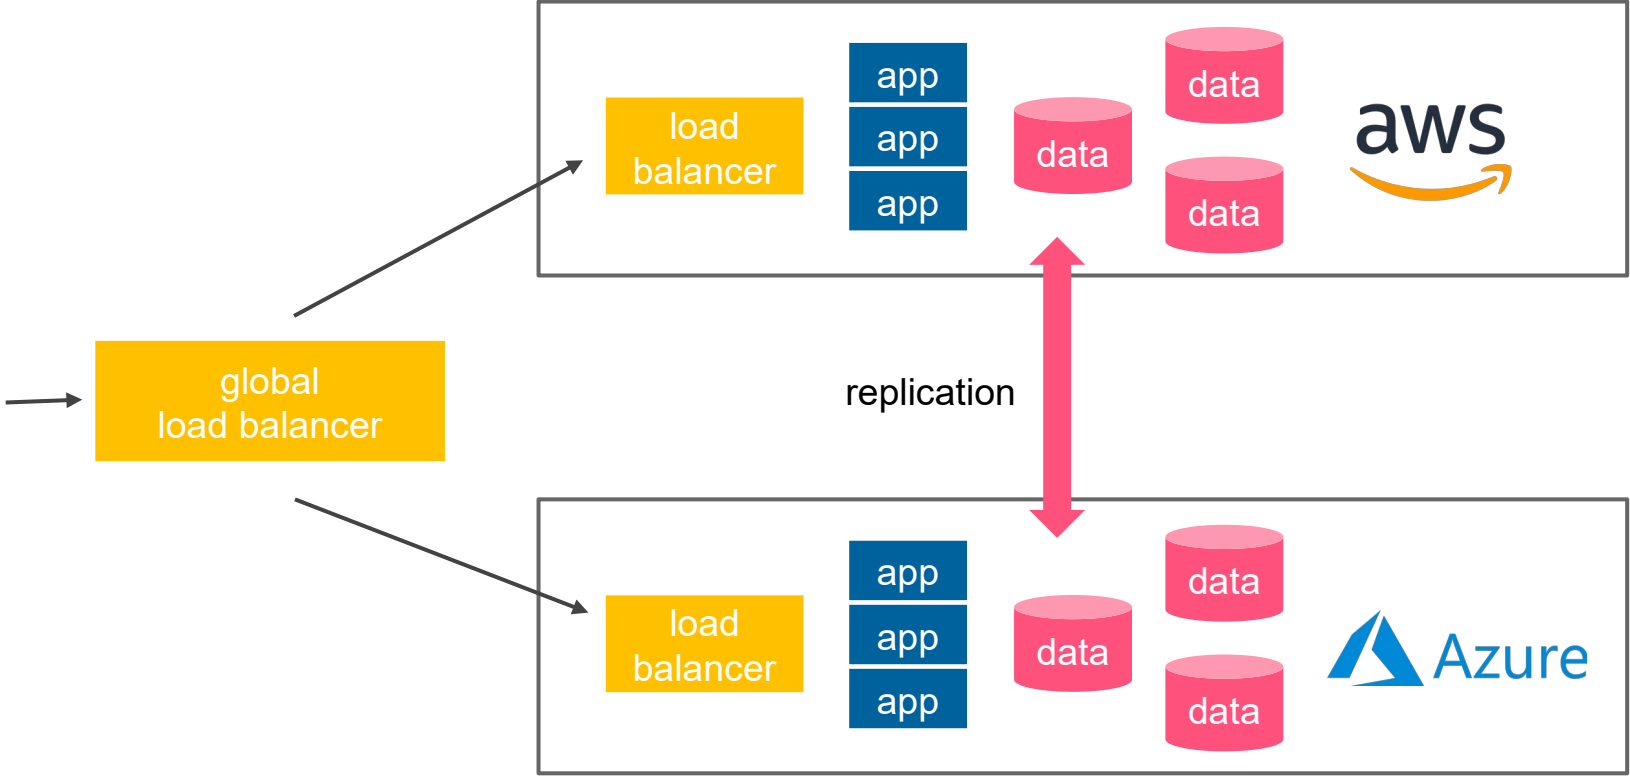 load
balancer
app
app
app
data
data
data
aws
global
load balancer
replication
load
balancer
app
app
app
data
data
data
Azure